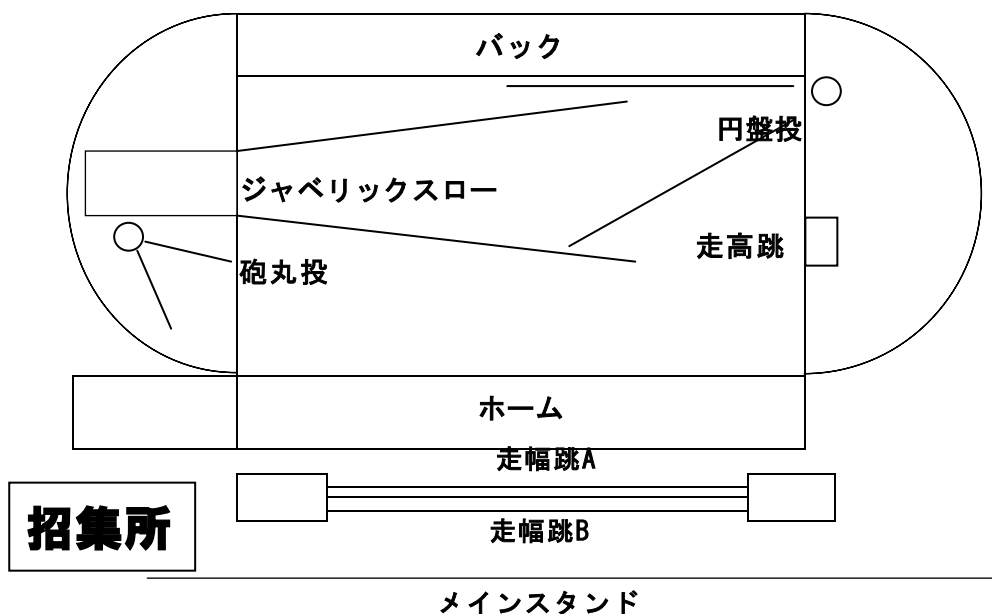 バック
円盤投
ジャベリックスロー
走高跳
砲丸投
ホーム
走幅跳A
招集所
走幅跳B
メインスタンド